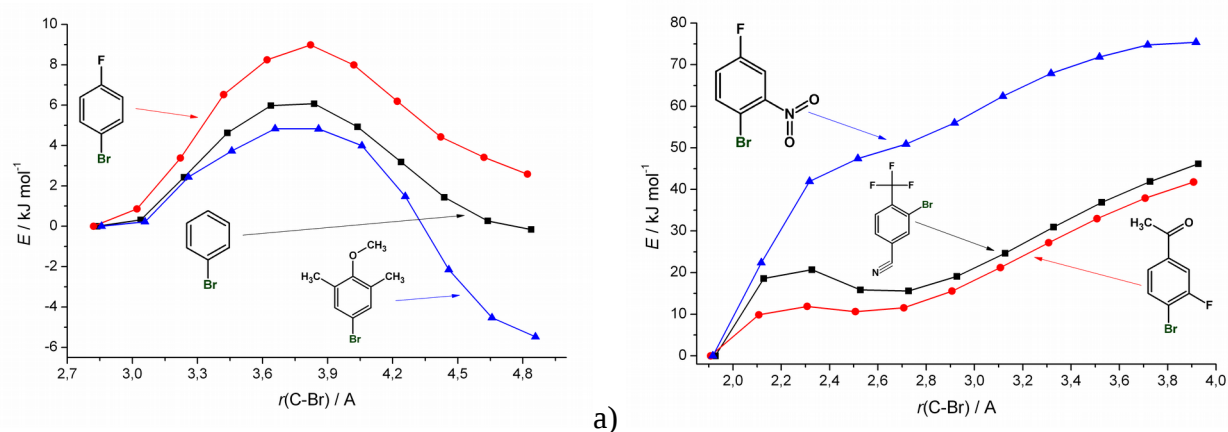 10
8
6
4
2
0
-2
-4
-6
E / kJ mol⁻¹
2,7
3,0
3,3
3,6
3,9
4,2
4,5
4,8
r(C-Br) / A
F
Br
Br
O
CH₃
H₃C
CH₃
Br
a)
80
70
60
50
40
30
20
10
0
E / kJ mol⁻¹
2,0
2,2
2,4
2,6
2,8
3,0
3,2
3,4
3,6
3,8
4,0
r(C-Br) / A
F
O
N
O
Br
F
F
F
Br
N
O
H₃C
F
Br